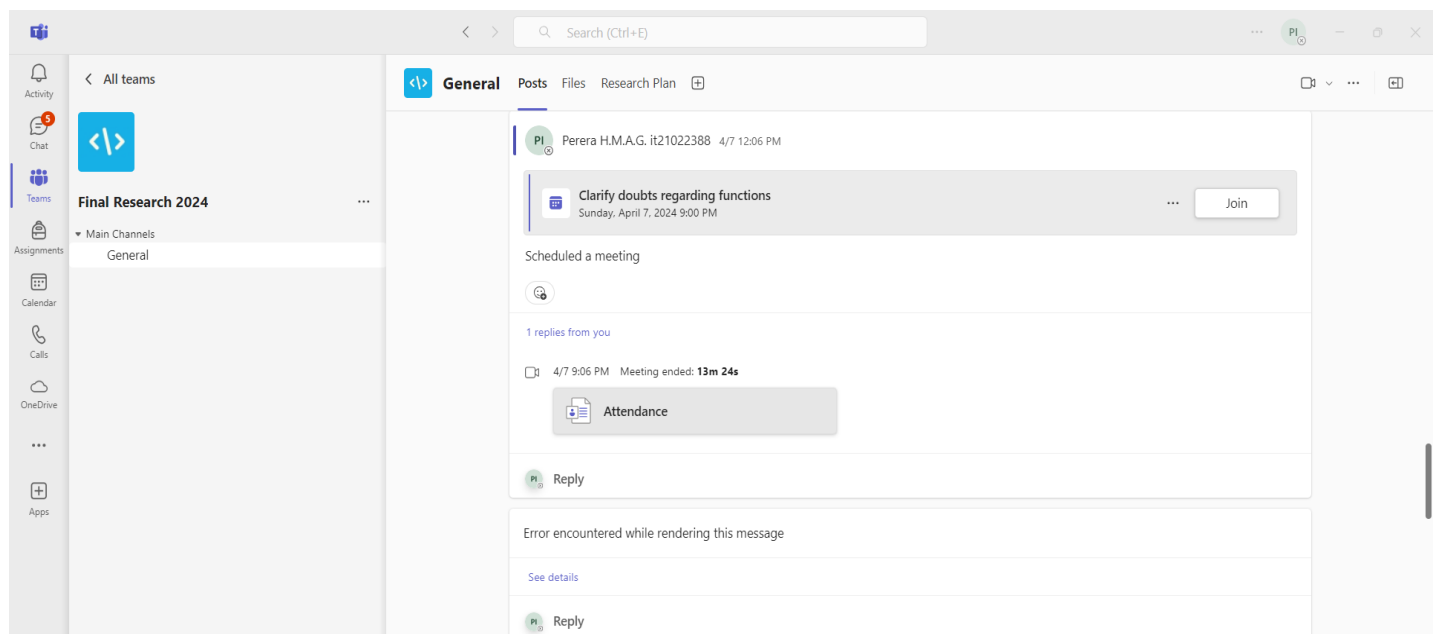 Search (Ctrl+E)
PI
Activity
5
Chat
Teams
Assignments
Calendar
Calls
OneDrive
Apps
All teams
Final Research 2024
Main Channels
General
General Posts Files Research Plan
PI Perera H.M.A.G. it21022388 4/7 12:06 PM
Clarify doubts regarding functions
Sunday, April 7, 2024 9:00 PM
Join
Scheduled a meeting
1 replies from you
4/7 9:06 PM Meeting ended: 13m 24s
Attendance
PI Reply
Error encountered while rendering this message
See details
PI Reply